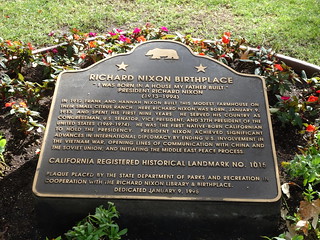 RICHARD NIXON BIRTHPLACE
"I WAS BORN IN A HOUSE MY FATHER BUILT."
PRESIDENT RICHARD NIXON
(1913-1994)
IN 1912 FRANK AND HANNAH NIXON BUILT THIS MODEST FARMHOUSE ON
THEIR SMALL CITRUS RANCH. HERE RICHARD NIXON WAS BORN, JANUARY 9,
1913, AND SPENT HIS FIRST NINE YEARS. HE SERVED HIS COUNTRY AS
CONGRESSMAN, U.S. SENATOR, VICE PRESIDENT, AND 37TH PRESIDENT OF THE
UNITED STATES (1969-1974). HE WAS THE FIRST NATIVE-BORN CALIFORNIAN
TO HOLD THE PRESIDENCY. PRESIDENT NIXON ACHIEVED SIGNIFICANT
ADVANCES IN INTERNATIONAL DIPLOMACY BY ENDING U.S. INVOLVEMENT IN
THE VIETNAM WAR, OPENING LINES OF COMMUNICATION WITH CHINA AND
THE SOVIET UNION, AND INITIATING THE MIDDLE EAST PEACE PROCESS.
CALIFORNIA REGISTERED HISTORICAL LANDMARK NO. 1015
PLAQUE PLACED BY THE STATE DEPARTMENT OF PARKS AND RECREATION IN
COOPERATION WITH THE RICHARD NIXON LIBRARY & BIRTHPLACE.
DEDICATED JANUARY 9, 1995